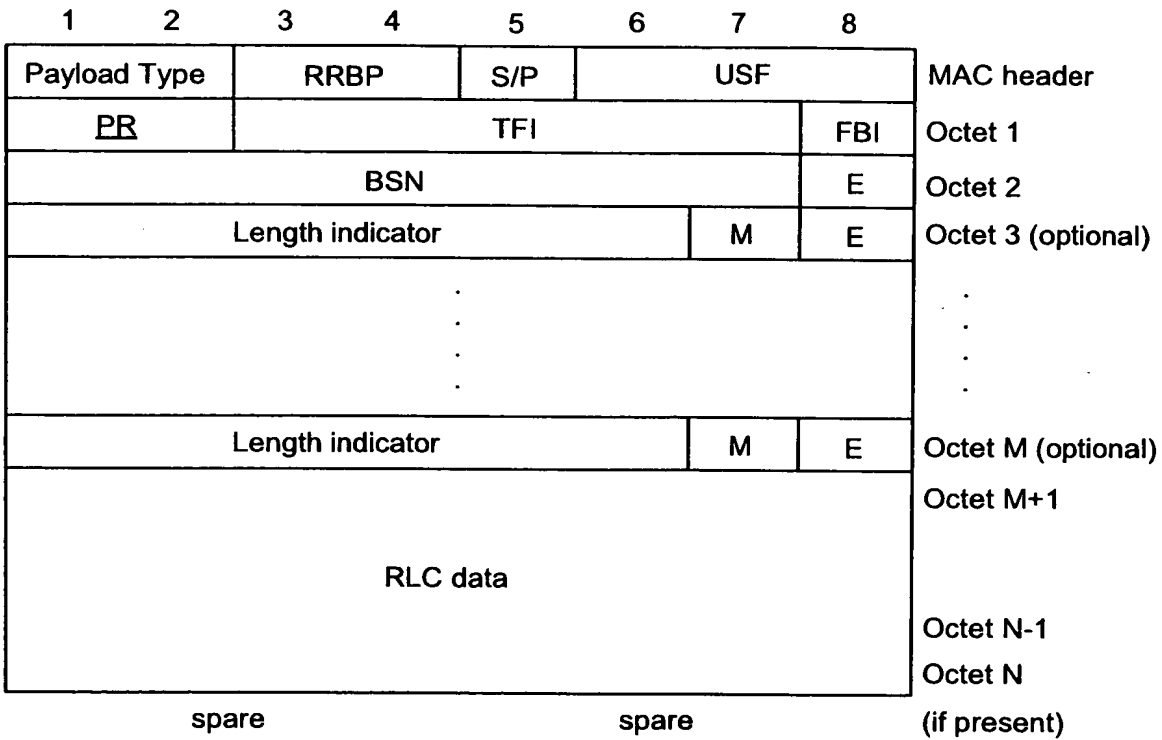 1 2 3 4 5 6 7 8
Payload Type RRBP S/P USF MAC header
PR TFI FBI Octet 1
BSN E Octet 2
Length indicator M E Octet 3 (optional)
Length indicator M E Octet M (optional)
Octet M+1
RLC data
Octet N-1
Octet N
spare spare (if present)